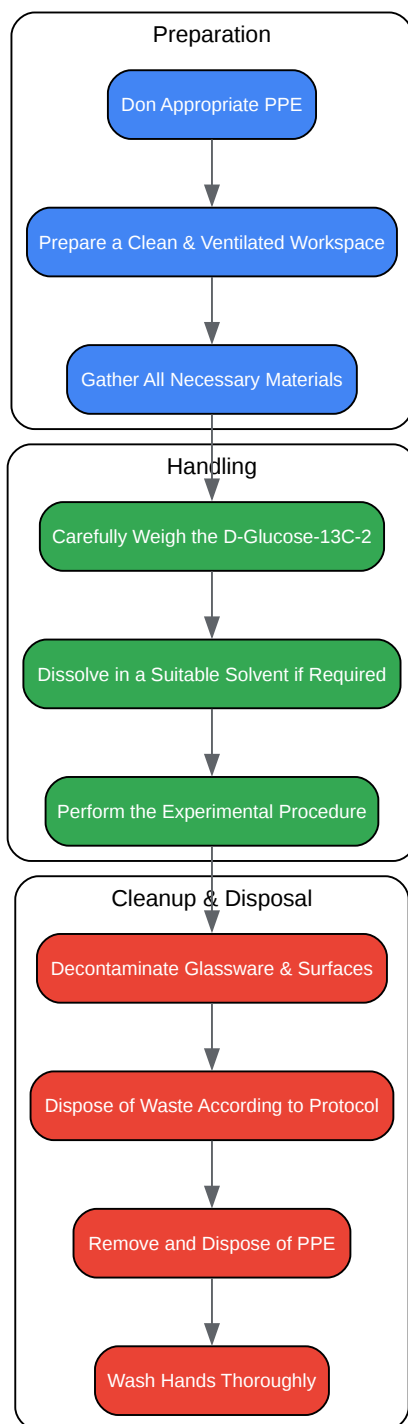 Preparation
Don Appropriate PPE
Prepare a Clean & Ventilated Workspace
Gather All Necessary Materials
Handling
Carefully Weigh the D-Glucose-13C-2
Dissolve in a Suitable Solvent if Required
Perform the Experimental Procedure
Cleanup & Disposal
Decontaminate Glassware & Surfaces
Dispose of Waste According to Protocol
Remove and Dispose of PPE
Wash Hands Thoroughly